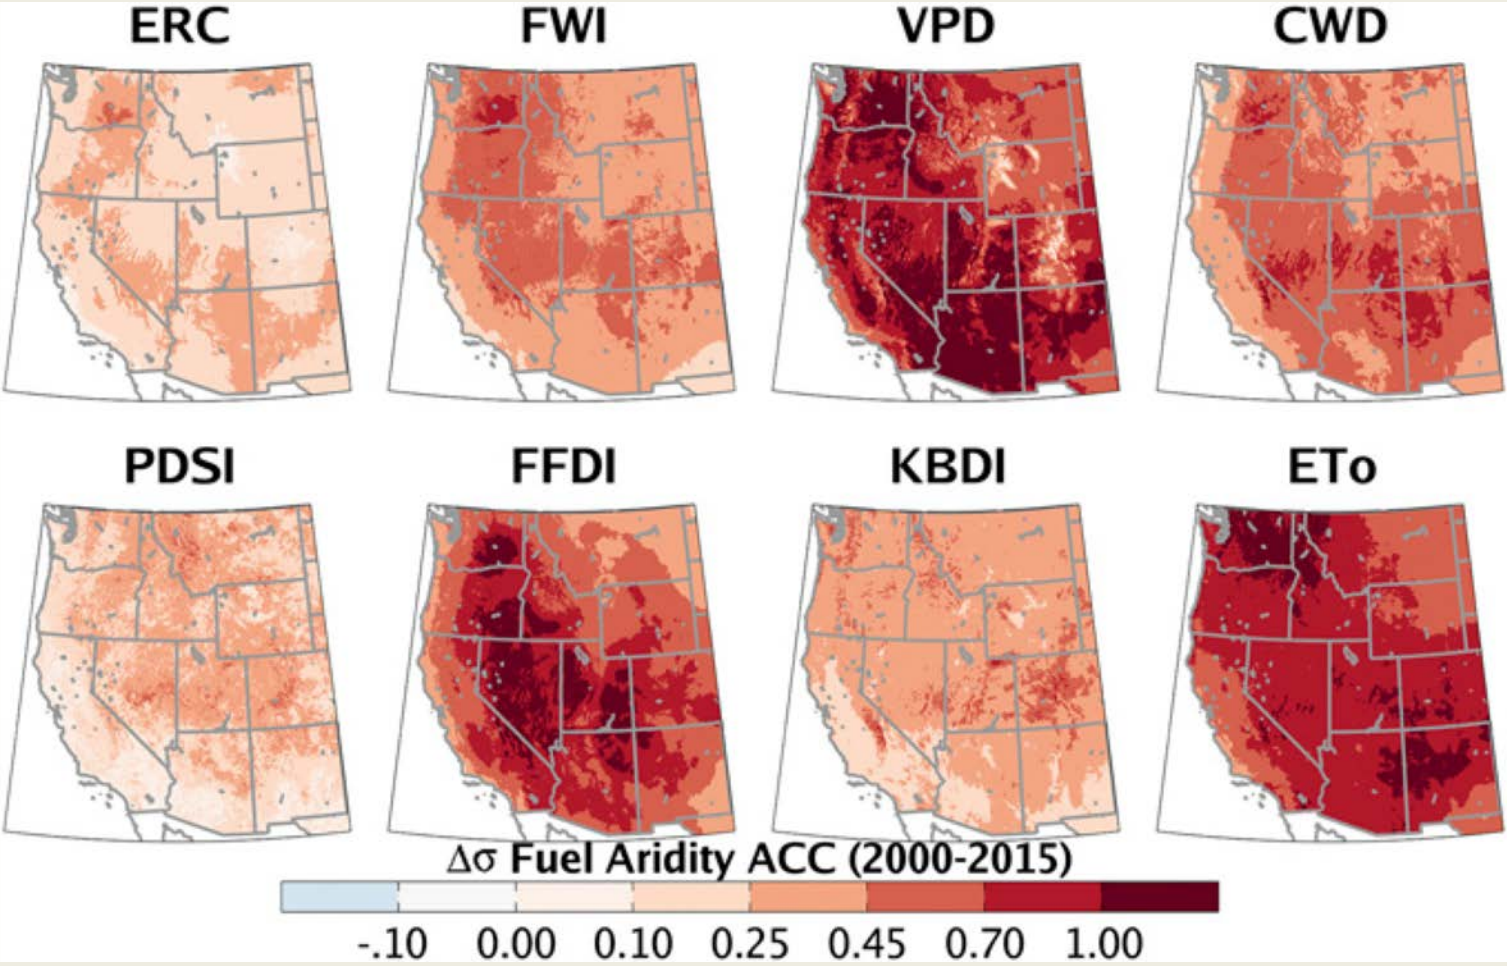 ERC FWI VPD CWD
PDSI FFDI KBDI ETo
Δσ Fuel Aridity ACC (2000-2015)
-.10 0.00 0.10 0.25 0.45 0.70 1.00